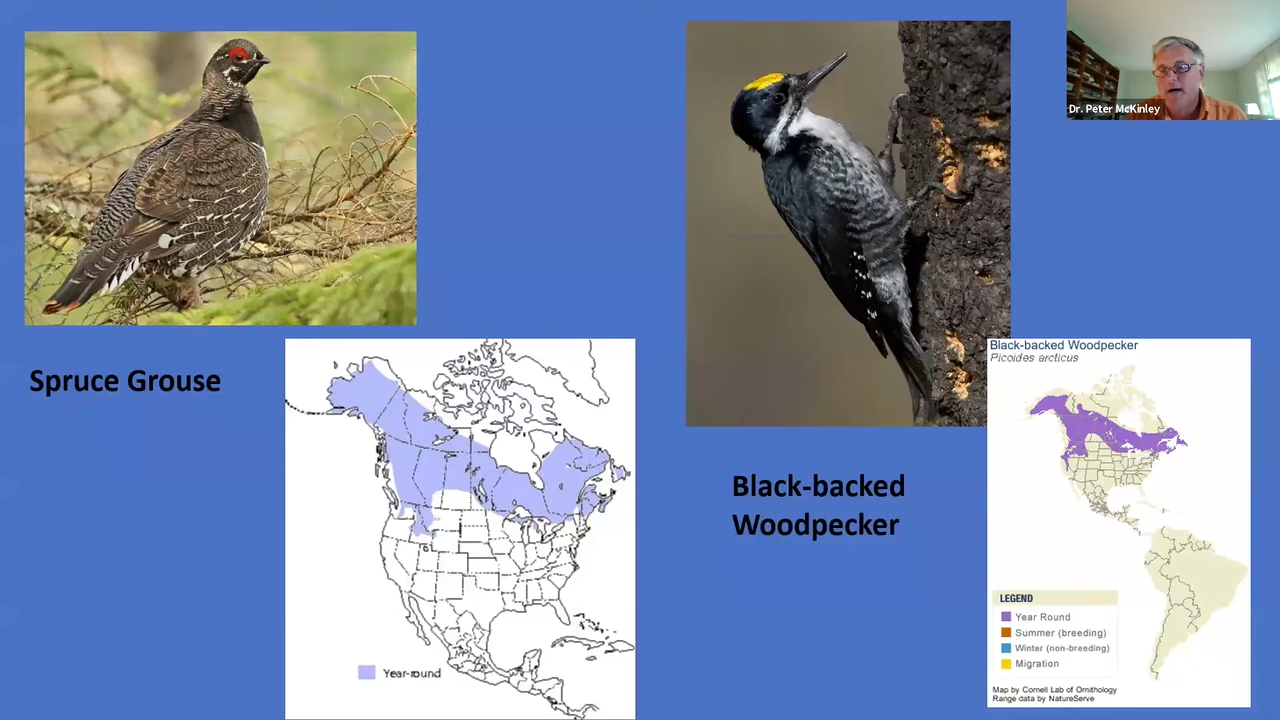 Dr. Peter McKinley
Spruce Grouse
Year-round
Black-backed
Woodpecker
Black-backed Woodpecker
Picoides arcticus
LEGEND
Year Round
Summer (breeding)
Winter (non-breeding)
Migration
Map by Cornell Lab of Ornithology
Range data by NatureServe